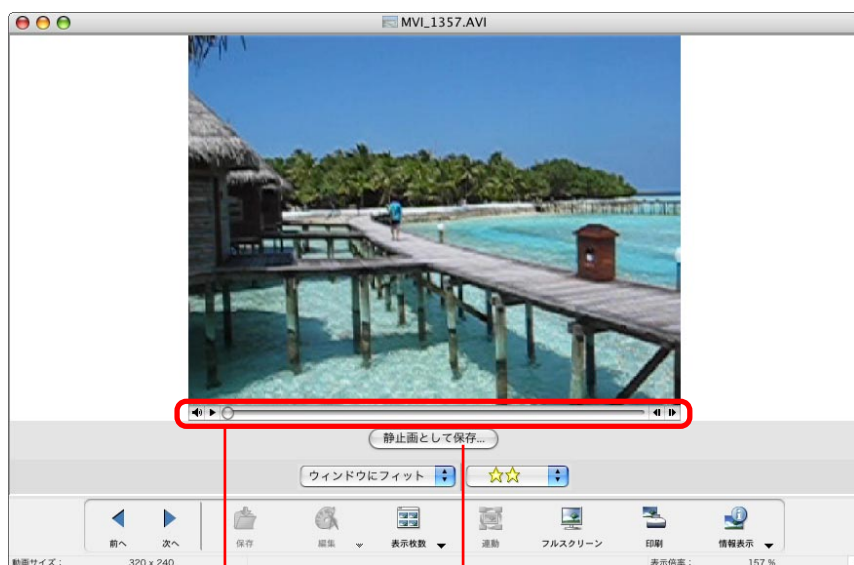 MVI_1357.AVI
静止画として保存...
ウィンドウにフィット
前へ 次へ 保存 編集 表示枚数 連動 フルスクリーン 印刷 情報表示
動画サイズ： 320 x 240 表示倍率： 157 %